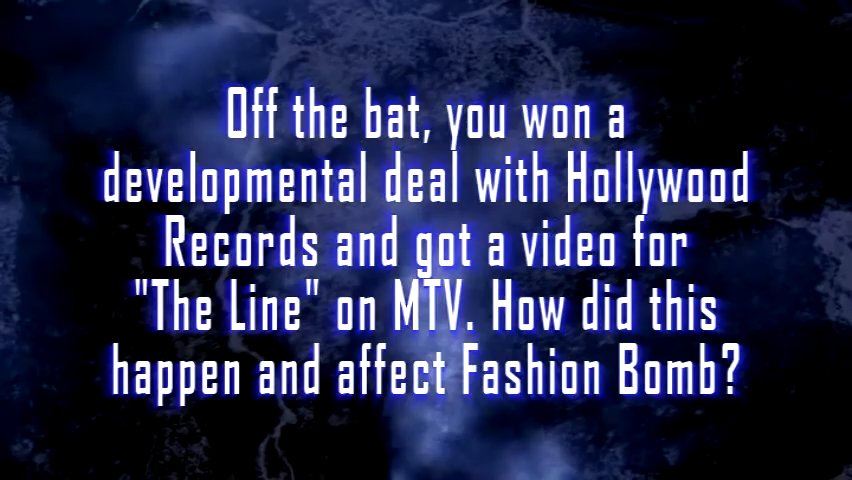 Off the bat, you won a
developmental deal with Hollywood
Records and got a video for
"The Line" on MTV. How did this
happen and affect Fashion Bomb?